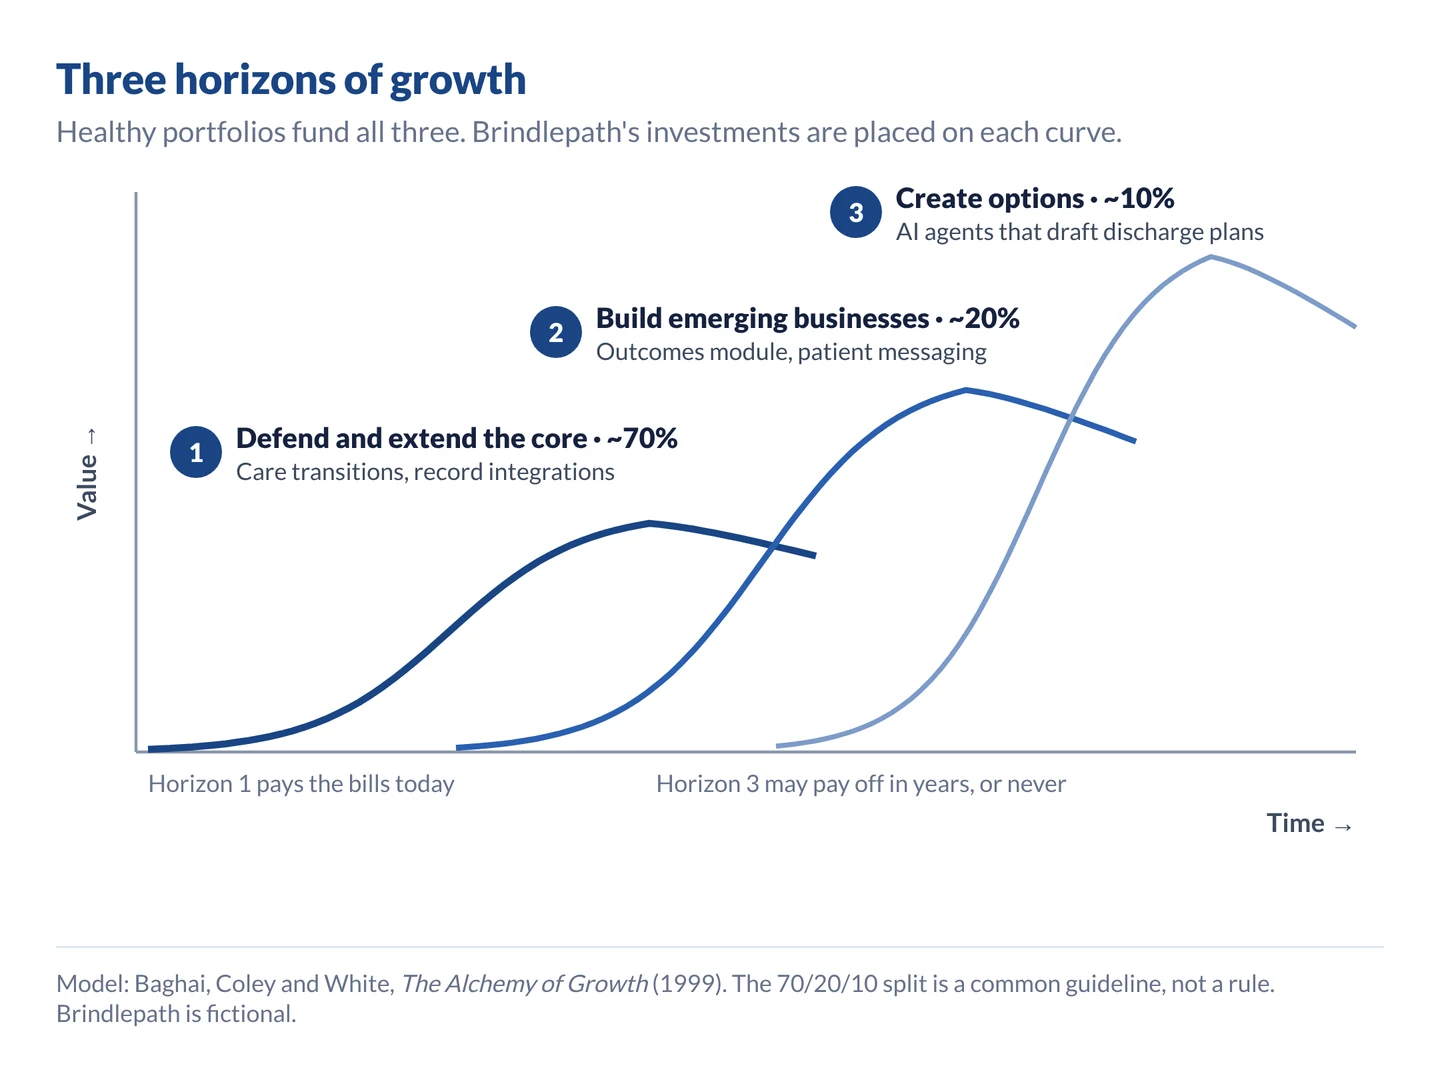 Three horizons of growth
Healthy portfolios fund all three. Brindlepath's investments are placed on each curve.
3
Create options · ~10%
AI agents that draft discharge plans
2
Build emerging businesses · ~20%
Outcomes module, patient messaging
1
Defend and extend the core · ~70%
Care transitions, record integrations
Value →
Horizon 1 pays the bills today
Horizon 3 may pay off in years, or never
Time →
Model: Baghai, Coley and White, The Alchemy of Growth (1999). The 70/20/10 split is a common guideline, not a rule.
Brindlepath is fictional.